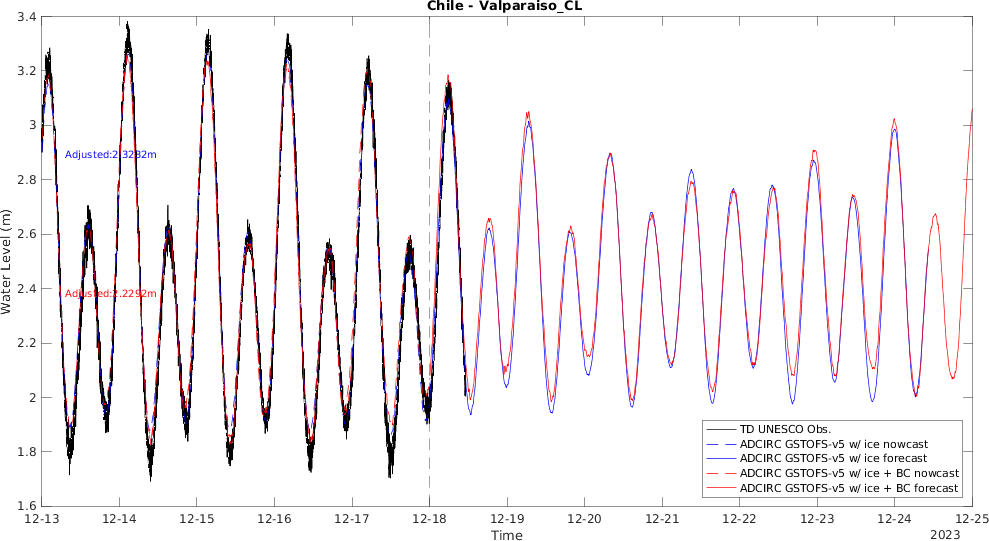 Chile - Valparaiso_CL
3.4
3.2
3
2.8
2.6
2.4
2.2
2
1.8
1.6
Water Level (m)
Adjusted:2.3282m
Adjusted:2.2292m
TD UNESCO Obs.
ADCIRC GSTOFS-v5 w/ ice nowcast
ADCIRC GSTOFS-v5 w/ ice forecast
ADCIRC GSTOFS-v5 w/ ice + BC nowcast
ADCIRC GSTOFS-v5 w/ ice + BC forecast
12-13 12-14 12-15 12-16 12-17 12-18 12-19 12-20 12-21 12-22 12-23 12-24 12-25
Time
2023